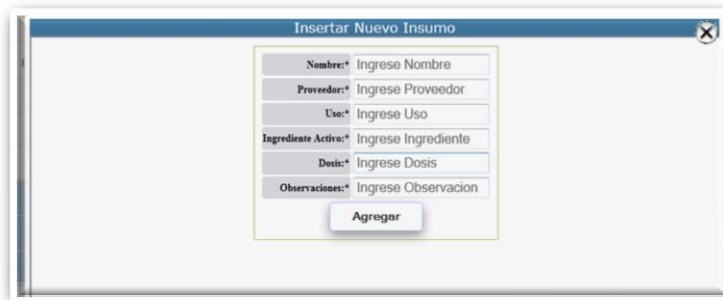 Insertar Nuevo Insumo
Nombre:* Ingrese Nombre
Proveedor:* Ingrese Proveedor
Uso:* Ingrese Uso
Ingrediente Activo:* Ingrese Ingrediente
Dosis:* Ingrese Dosis
Observaciones:* Ingrese Observacion
Agregar